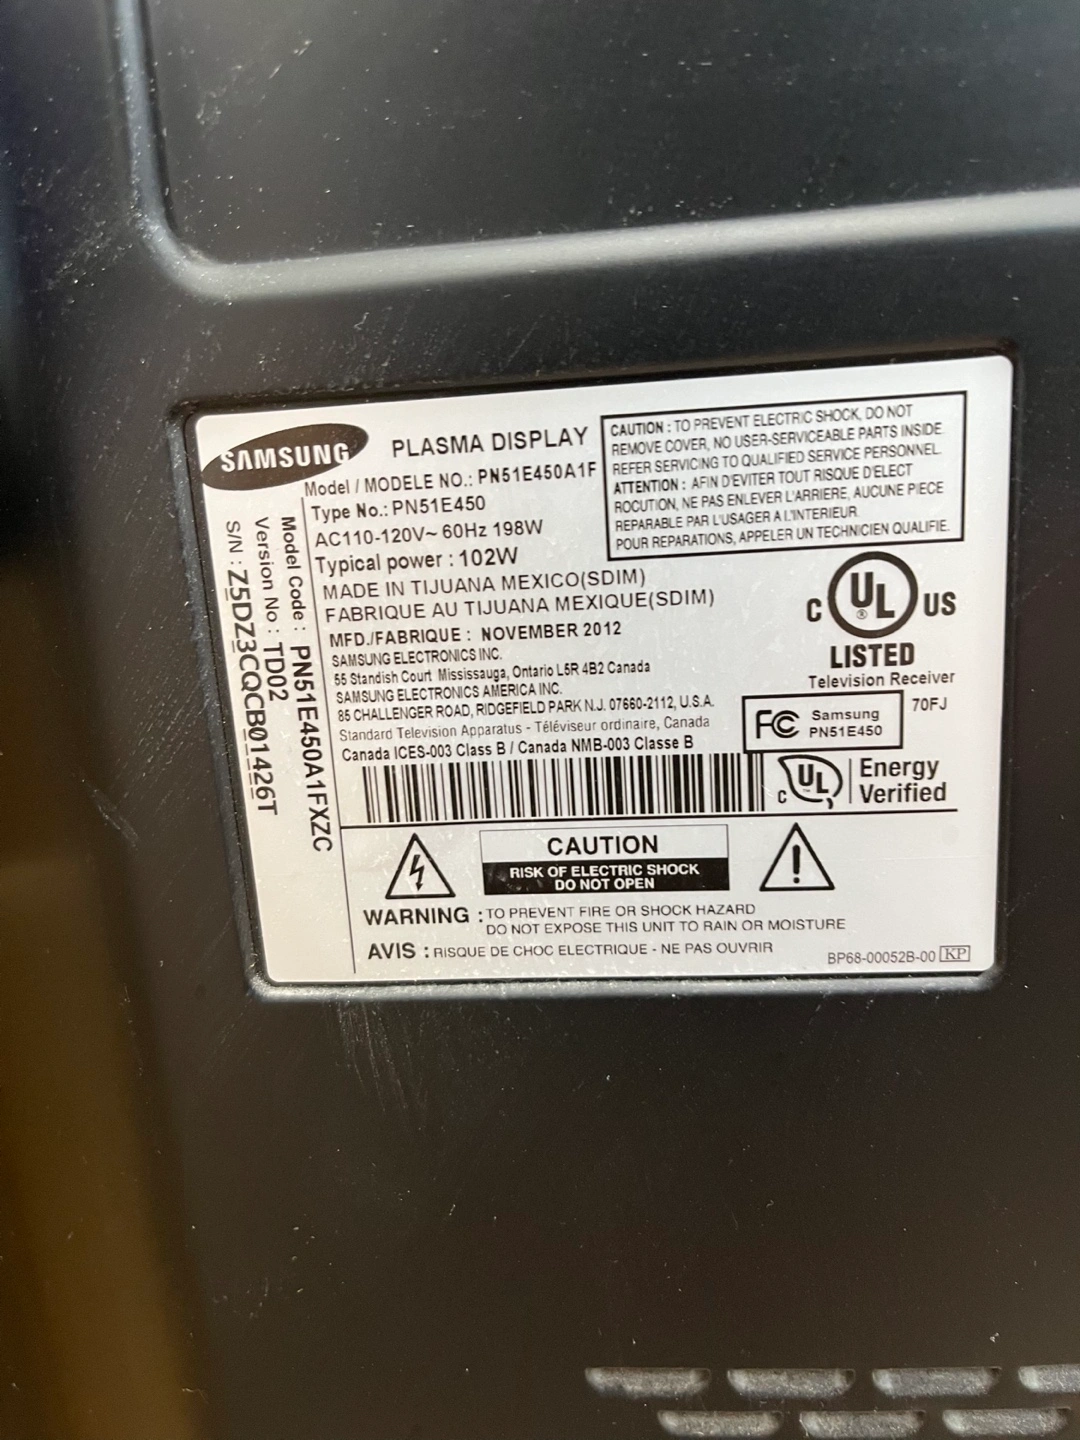 SAMSUNG
PLASMA DISPLAY
Model / MODELE NO.: PN51E450A1F
Type No.: PN51E450
AC110-120V~ 60Hz 198W
Typical power : 102W
MADE IN TIJUANA MEXICO(SDIM)
FABRIQUE AU TIJUANA MEXIQUE(SDIM)
MFD./FABRIQUE : NOVEMBER 2012
SAMSUNG ELECTRONICS INC.
55 Standish Court Mississauga, Ontario L5R 4B2 Canada
SAMSUNG ELECTRONICS AMERICA INC.
85 CHALLENGER ROAD, RIDGEFIELD PARK N.J. 07660-2112, U.S.A.
Standard Television Apparatus - Téléviseur ordinaire, Canada
Canada ICES-003 Class B / Canada NMB-003 Classe B
CAUTION : TO PREVENT ELECTRIC SHOCK, DO NOT
REMOVE COVER, NO USER-SERVICEABLE PARTS INSIDE.
REFER SERVICING TO QUALIFIED SERVICE PERSONNEL.
ATTENTION : AFIN D'EVITER TOUT RISQUE D'ELECT
ROCUTION, NE PAS ENLEVER L'ARRIERE, AUCUNE PIECE
REPARABLE PAR L'USAGER A L'INTERIEUR.
POUR REPARATIONS, APPELER UN TECHNICIEN QUALIFIE.
C UL ® US
LISTED
Television Receiver
70FJ
FC Samsung
PN51E450
C UL ™ Energy
Verified
Model Code : PN51E450A1FXZC
Version No : TD02
S/N : Z5DZ3CQCB01426T
CAUTION
RISK OF ELECTRIC SHOCK
DO NOT OPEN
WARNING : TO PREVENT FIRE OR SHOCK HAZARD
DO NOT EXPOSE THIS UNIT TO RAIN OR MOISTURE
AVIS : RISQUE DE CHOC ELECTRIQUE - NE PAS OUVRIR
BP68-00052B-00 KP